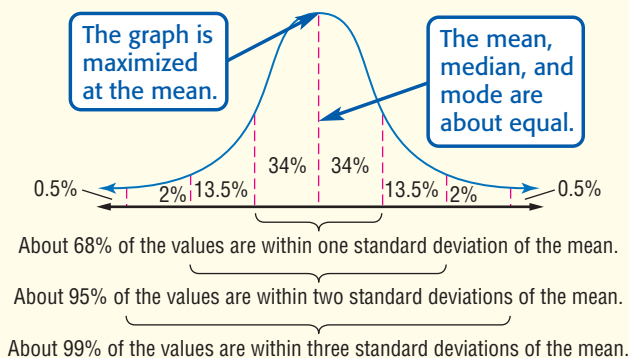 The graph is
maximized
at the mean.
The mean,
median, and
mode are
about equal.
34% 34%
0.5% 2% 13.5% 13.5% 2% 0.5%
About 68% of the values are within one standard deviation of the mean.
About 95% of the values are within two standard deviations of the mean.
About 99% of the values are within three standard deviations of the mean.